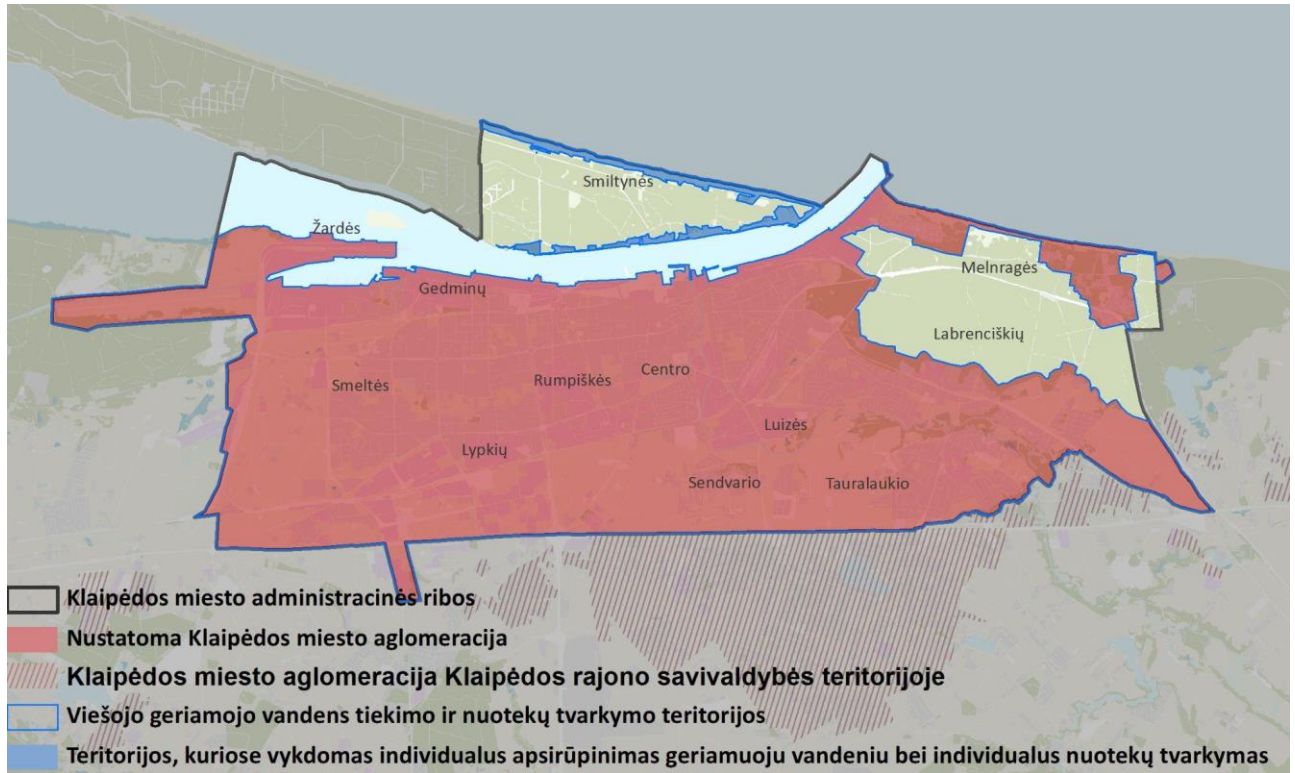 Smiltynės
Žardės
Melnragės
Gedminų
Labrenciškių
Centro
Smeltės
Rumpiškės
Luizės
Lypkių
Sendvario
Tauralaukio
Klaipėdos miesto administracinės ribos
Nustatoma Klaipėdos miesto aglomeracija
Klaipėdos miesto aglomeracija Klaipėdos rajono savivaldybės teritorijoje
Viešojo geriamojo vandens tiekimo ir nuotekų tvarkymo teritorijos
Teritorijos, kuriose vykdomas individualus apsirūpinimas geriamuoju vandeniu bei individualus nuotekų tvarkymas